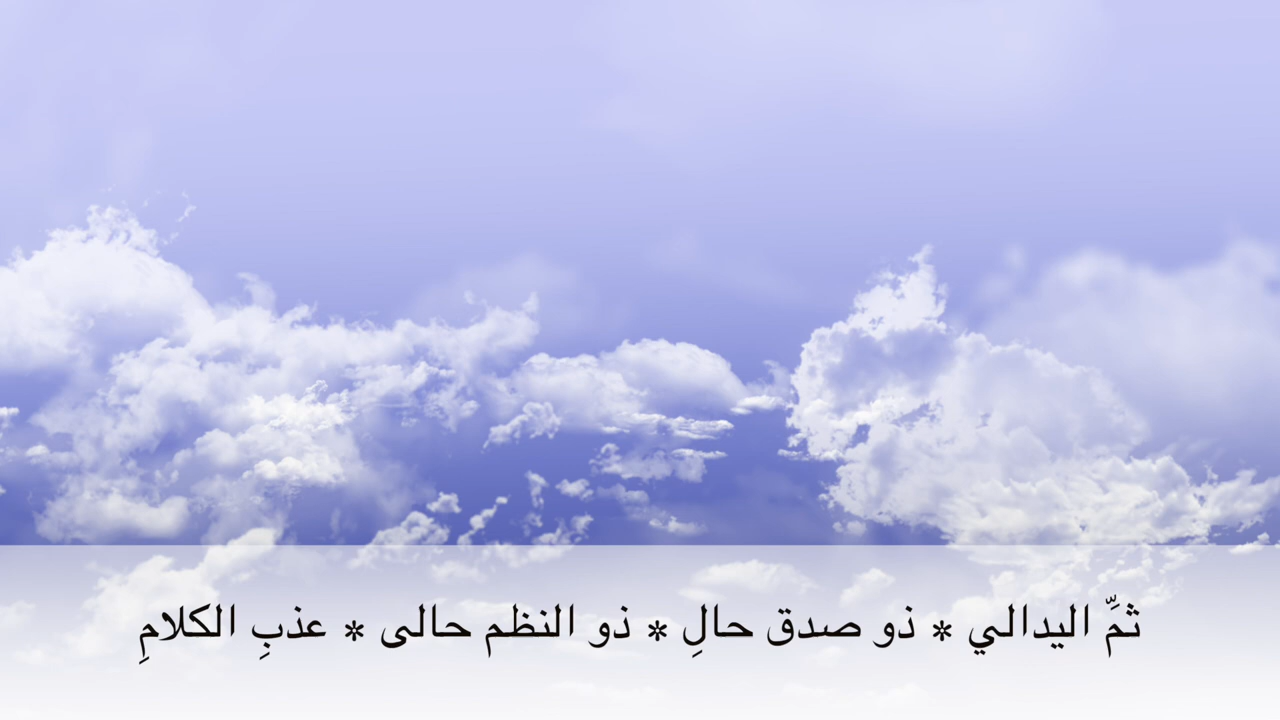 ثمَِّ اليدالي * ذو صدق حالِ * ذو النظم حالى * عذبِ الكلامِ